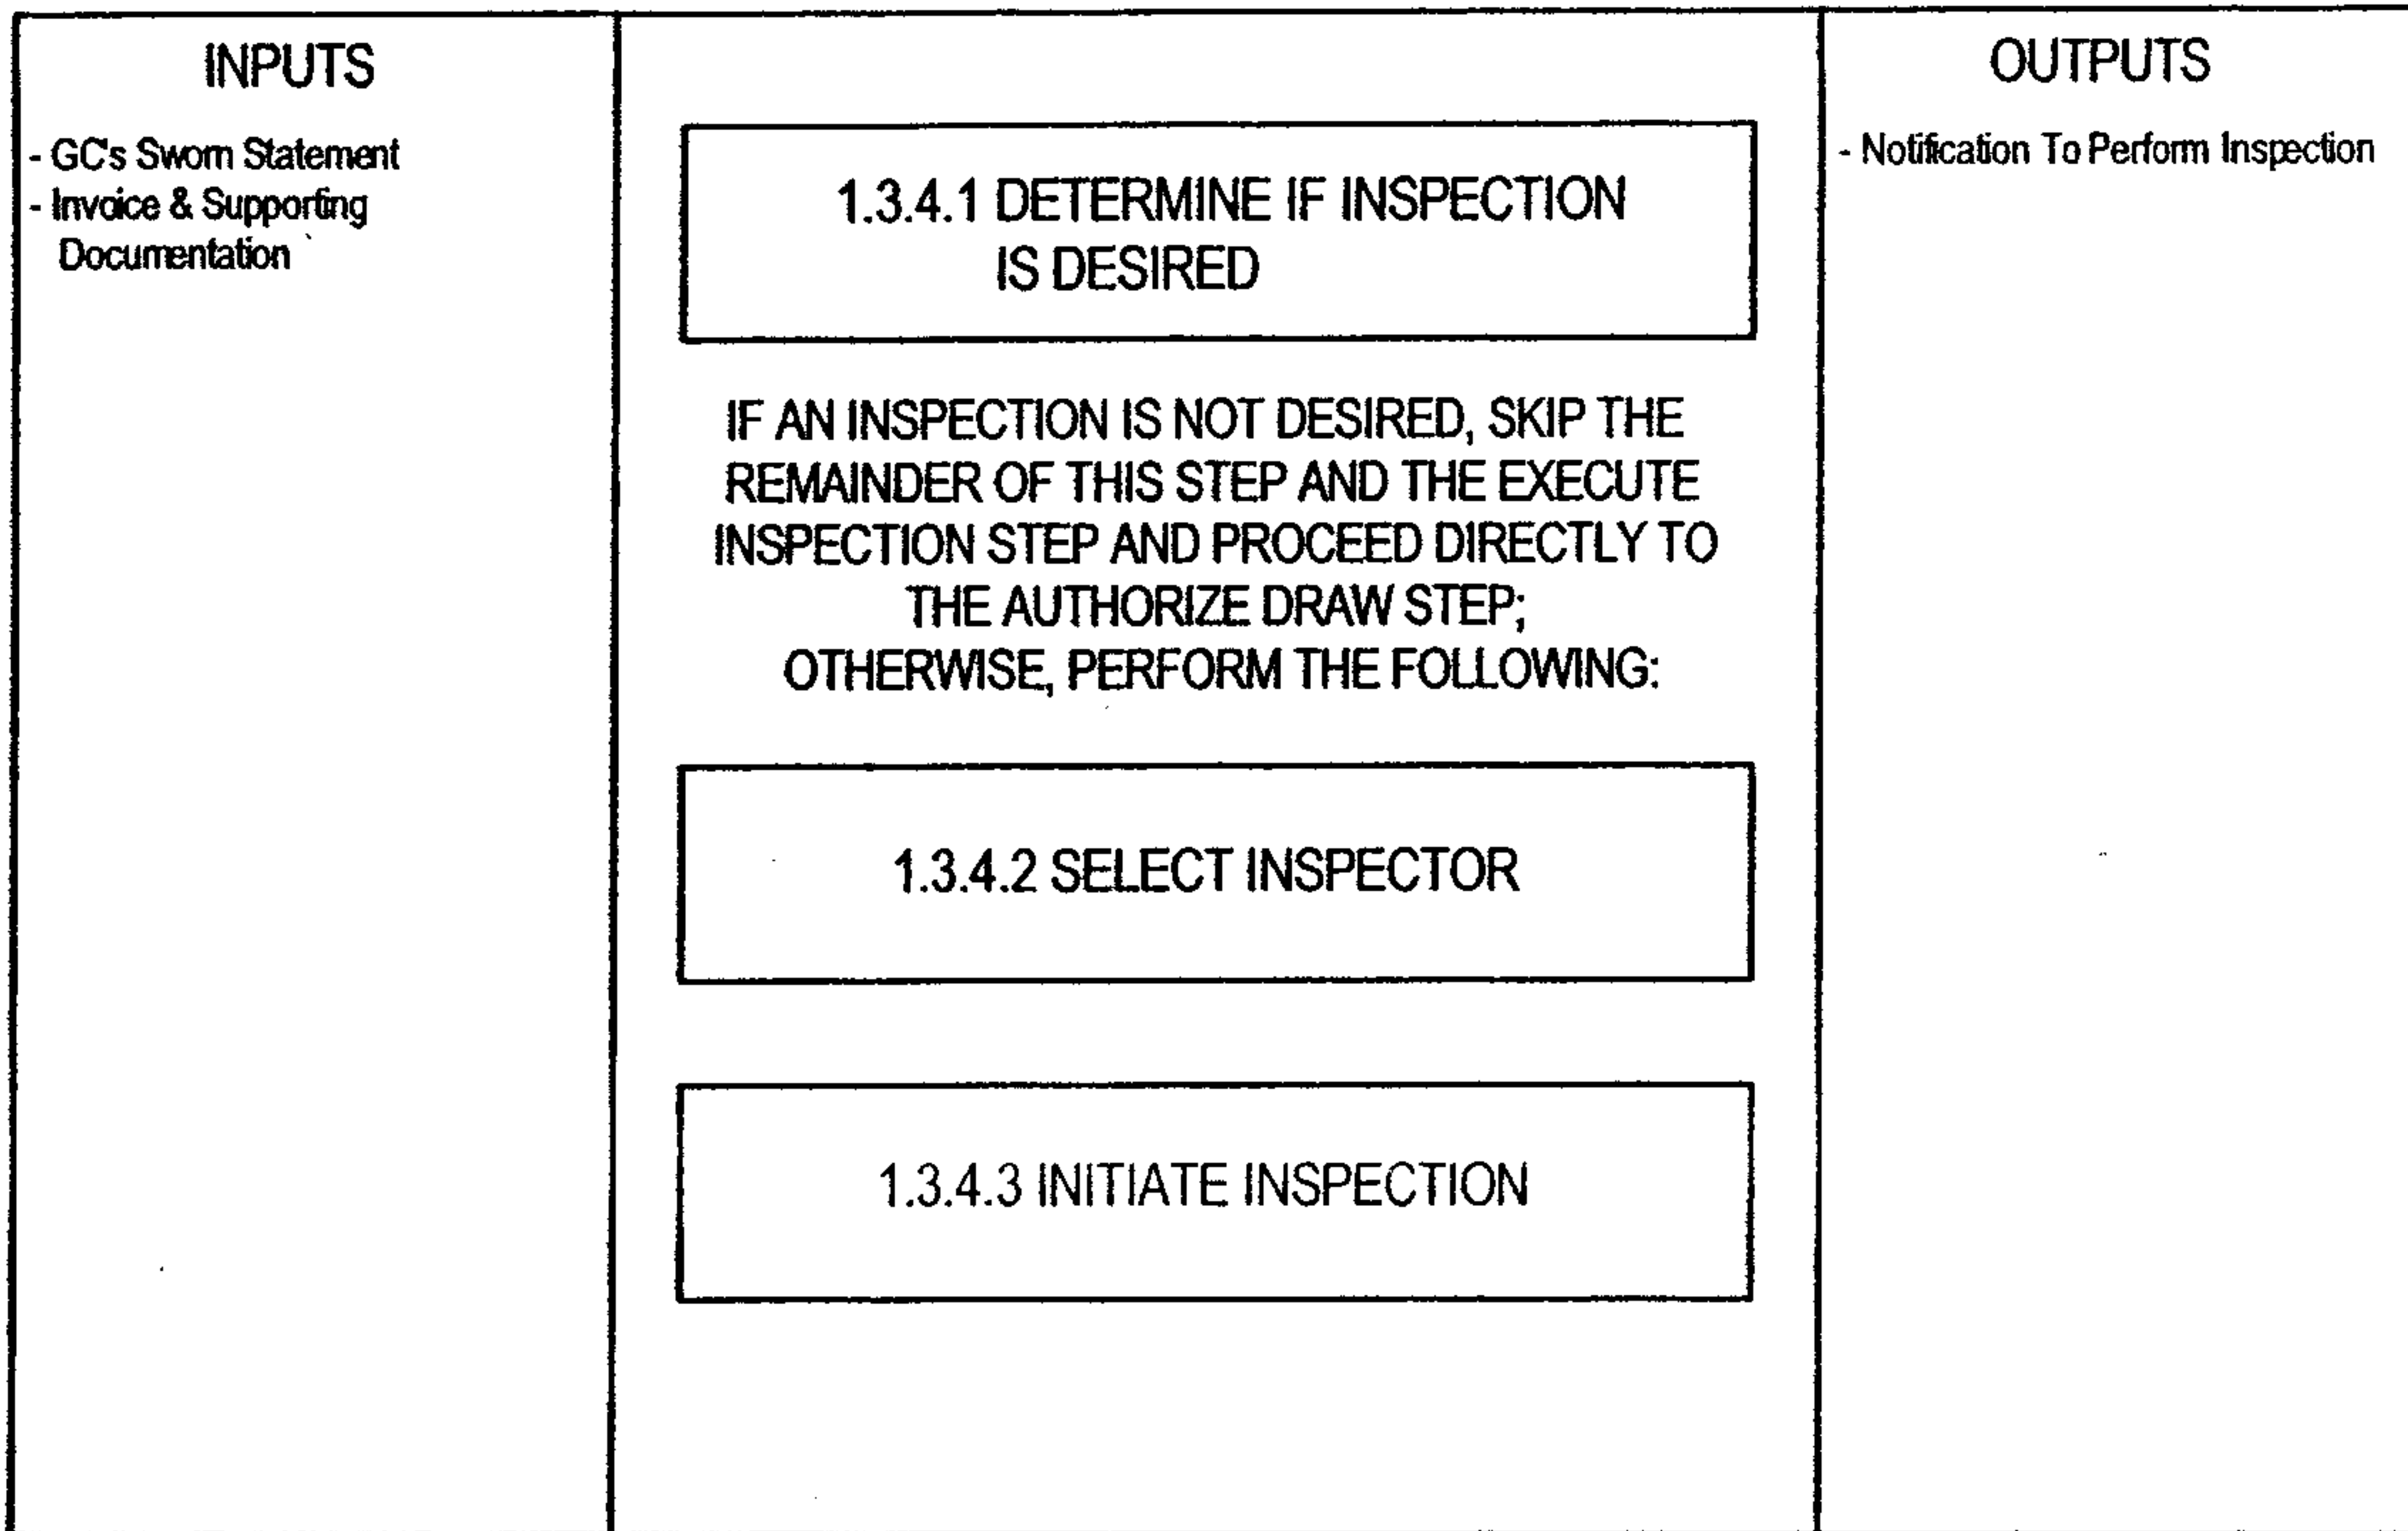 INPUTS
- GC's Sworn Statement
- Invoice & Supporting
Documentation
1.3.4.1 DETERMINE IF INSPECTION
IS DESIRED
IF AN INSPECTION IS NOT DESIRED, SKIP THE
REMAINDER OF THIS STEP AND THE EXECUTE
INSPECTION STEP AND PROCEED DIRECTLY TO
THE AUTHORIZE DRAW STEP;
OTHERWISE, PERFORM THE FOLLOWING:
1.3.4.2 SELECT INSPECTOR
1.3.4.3 INITIATE INSPECTION
OUTPUTS
- Notification To Perform Inspection